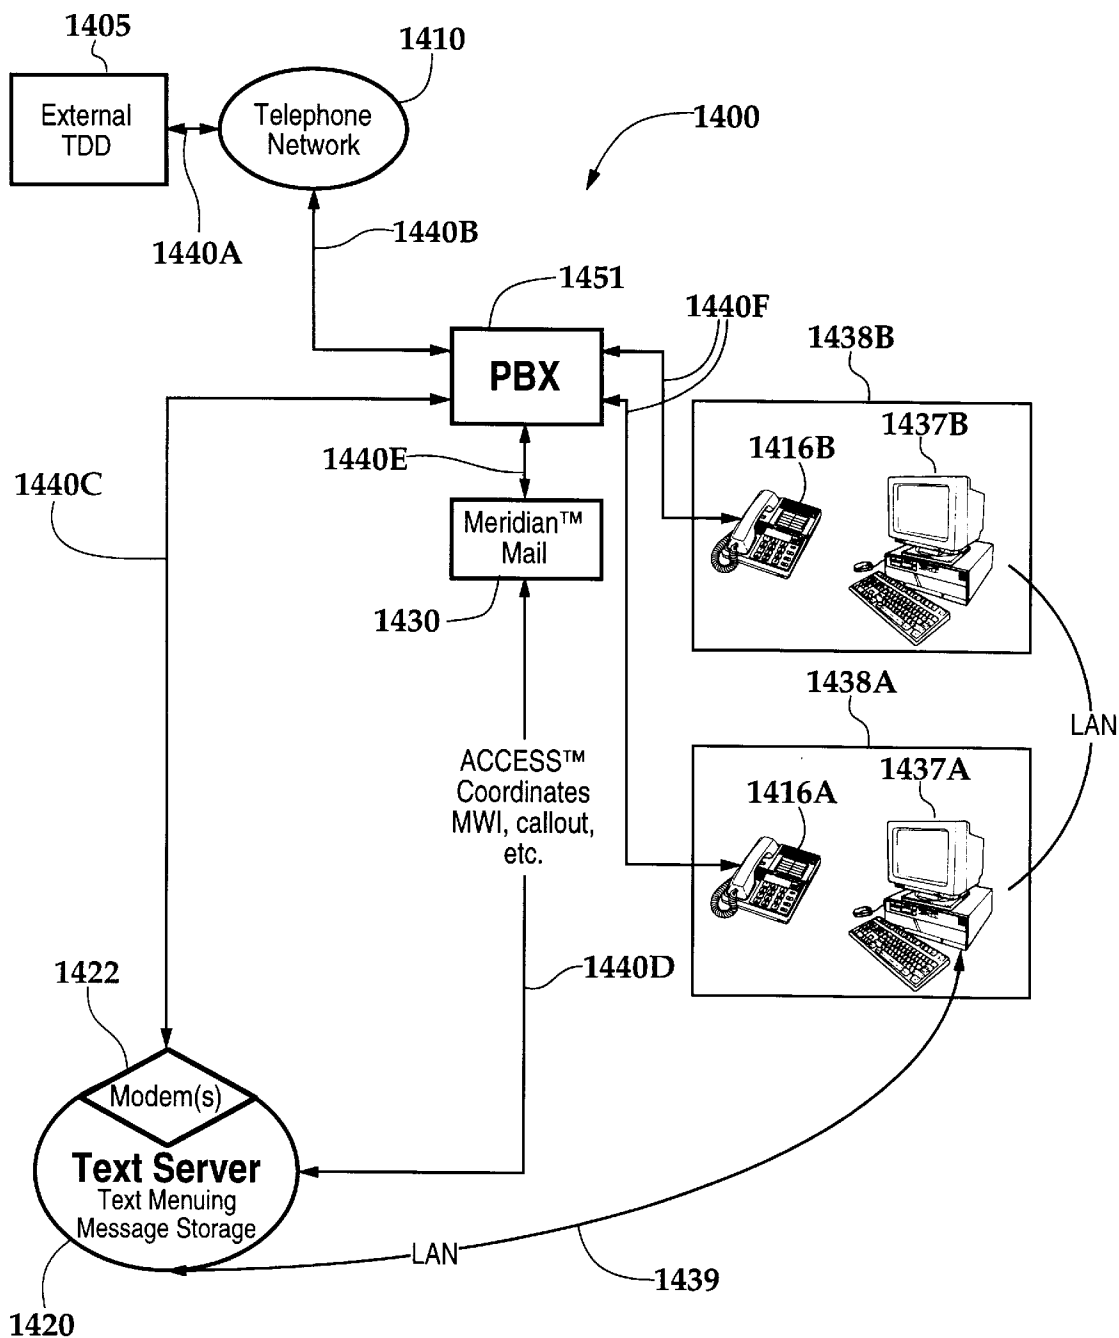 1405
1410
External
TDD
Telephone
Network
1400
1440A
1440B
1451
1440F
PBX
1438B
1437B
1416B
1440E
1440C
Meridian™
Mail
1430
1438A
LAN
1437A
1416A
ACCESS™
Coordinates
MWI, callout,
etc.
1440D
1422
Modem(s)
Text Server
Text Menuing
Message Storage
LAN
1439
1420